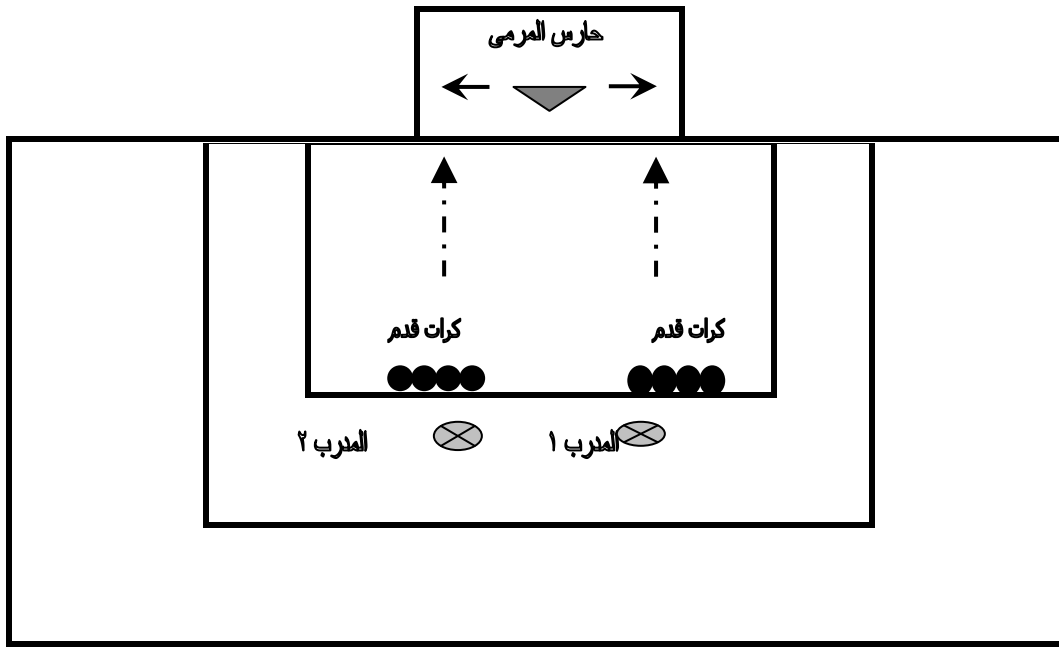 حارس المرمى
كرات قدم
كرات قدم
المدرب ١
المدرب ٢